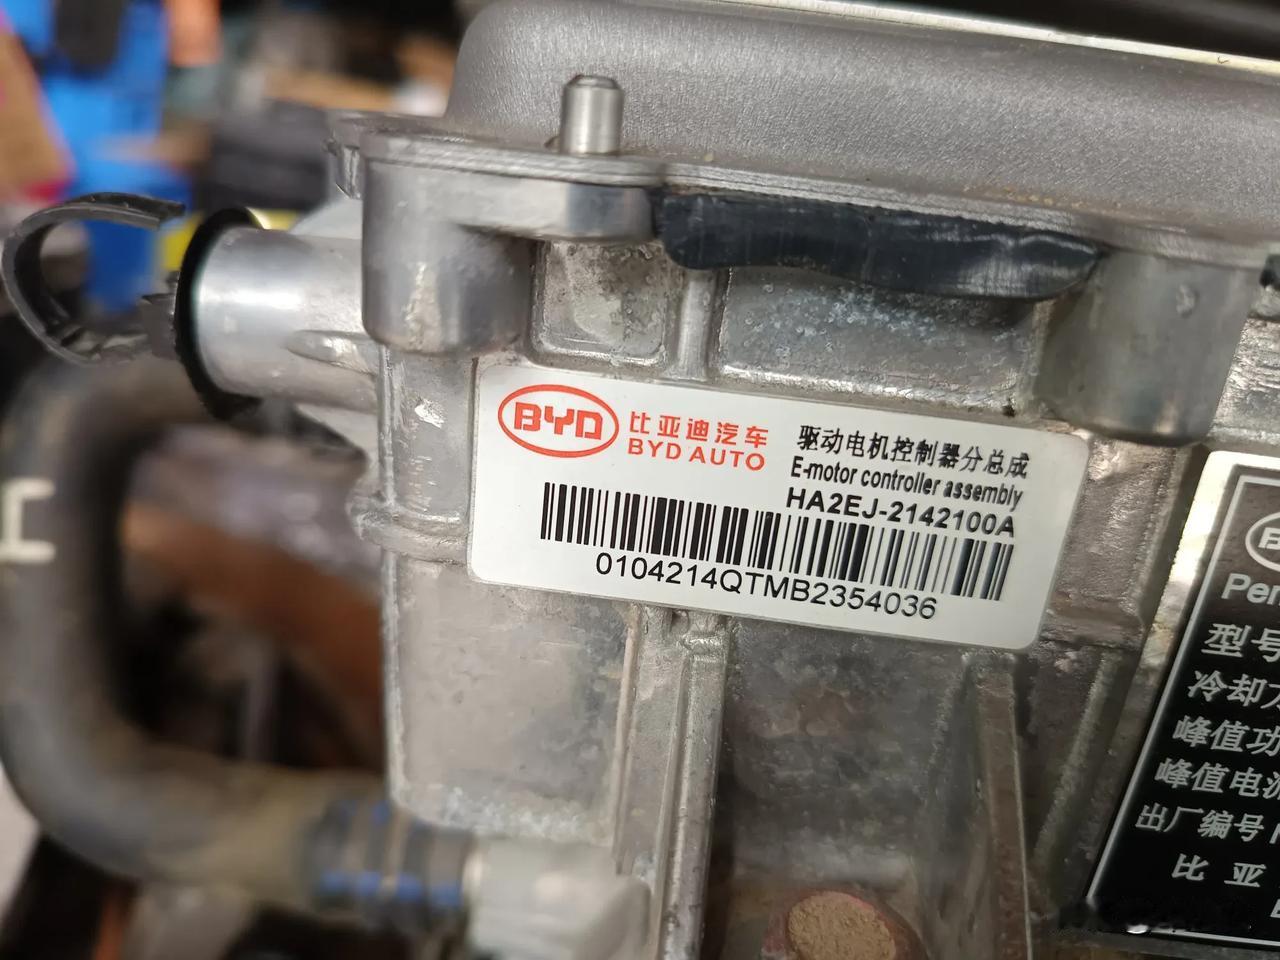 BYD
比亚迪汽车
BYD AUTO
驱动电机控制器分总成
E-motor controller assembly
HA2EJ-2142100A
0104214QTMB2354036
型号
冷却
峰值功
峰值电
出厂编号
比亚